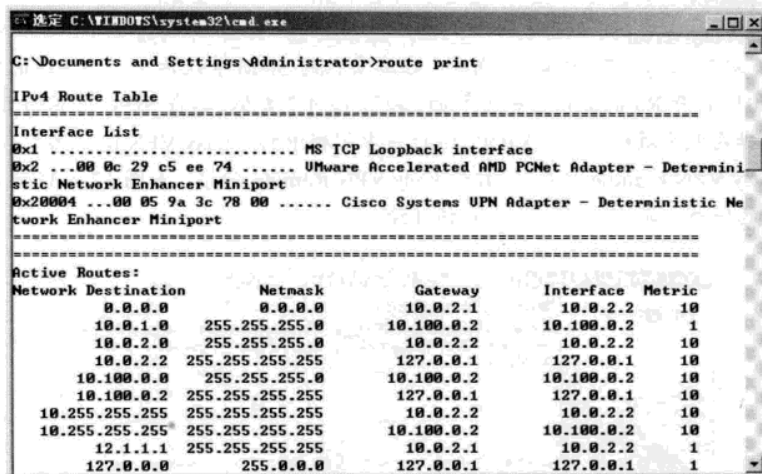 选定 C:\WINDOWS\system32\cmd.exe
C:\Documents and Settings\Administrator>route print
IPv4 Route Table
===========================================================================
Interface List
0x1 ........................... MS TCP Loopback interface
0x2 ...00 0c 29 c5 ee 74 ...... VMware Accelerated AMD PCNet Adapter - Determini
stic Network Enhancer Miniport
0x20004 ...00 05 9a 3c 78 00 ...... Cisco Systems VPN Adapter - Deterministic Ne
twork Enhancer Miniport
===========================================================================
===========================================================================
Active Routes:
Network Destination Netmask Gateway Interface Metric
0.0.0.0 0.0.0.0 10.0.2.1 10.0.2.2 10
10.0.1.0 255.255.255.0 10.100.0.2 10.100.0.2 1
10.0.2.0 255.255.255.0 10.0.2.2 10.0.2.2 10
10.0.2.2 255.255.255.255 127.0.0.1 127.0.0.1 10
10.100.0.0 255.255.255.0 10.100.0.2 10.100.0.2 10
10.100.0.2 255.255.255.255 127.0.0.1 127.0.0.1 10
10.255.255.255 255.255.255.255 10.0.2.2 10.0.2.2 10
10.255.255.255 255.255.255.255 10.100.0.2 10.100.0.2 10
12.1.1.1 255.255.255.255 10.0.2.1 10.0.2.2 1
127.0.0.0 255.0.0.0 127.0.0.1 127.0.0.1 1